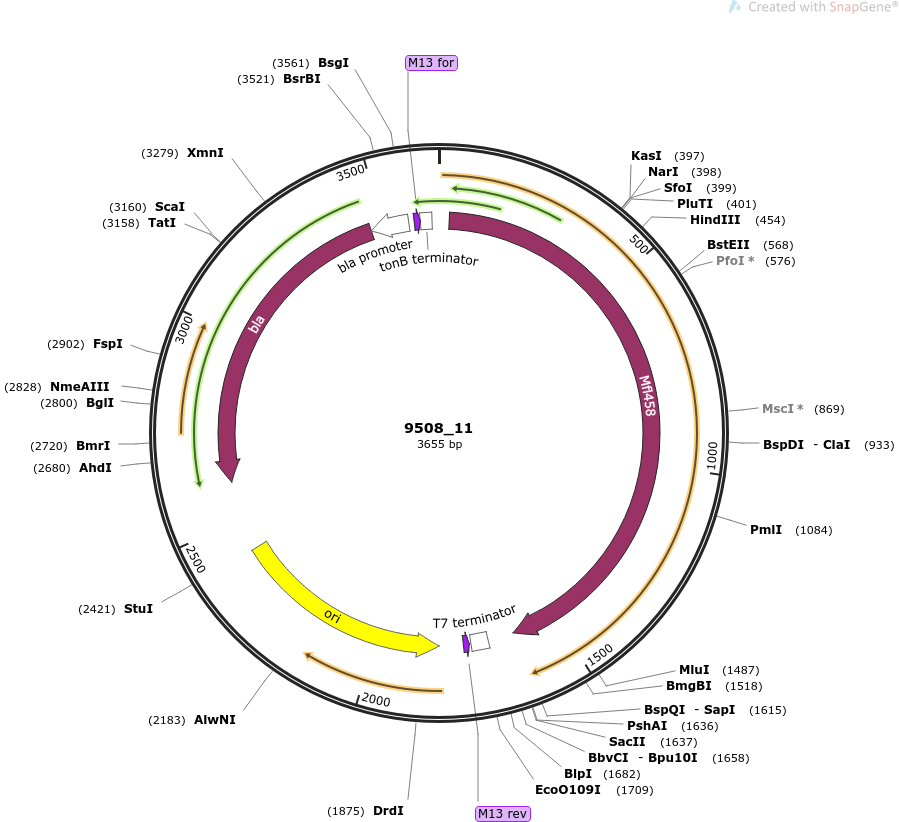 Created with SnapGene®
(3561) BsgI
(3521) BsrBI
M13 for
(3279) XmnI
(3160) ScaI
(3158) TatI
(2902) FspI
(2828) NmeAIII
(2800) BglI
(2720) BmrI
(2680) AhdI
(2421) StuI
(2183) AlwNI
(1875) DrdI
KasI (397)
NarI (398)
SfoI (399)
PluTI (401)
HindIII (454)
BstEII (568)
PfoI * (576)
MscI * (869)
BspDI - ClaI (933)
PmlI (1084)
MluI (1487)
BmgBI (1518)
BspQI - SapI (1615)
PshAI (1636)
SacII (1637)
BbvCI - Bpu10I (1658)
BlpI (1682)
EcoO109I (1709)
M13 rev
500
1000
1500
2000
2500
3000
3500
bla promoter
tonB terminator
bla
Mfl458
ori
T7 terminator
9508_11
3655 bp